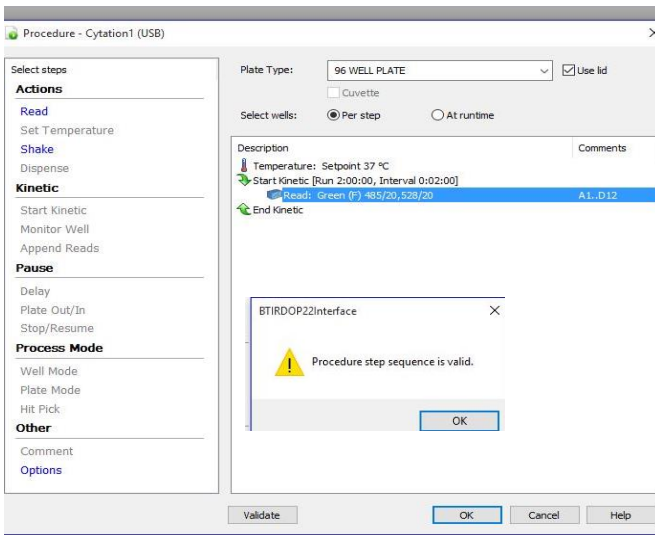 Procedure - Cytation1 (USB)
Select steps
Actions
Read
Set Temperature
Shake
Dispense
Kinetic
Start Kinetic
Monitor Well
Append Reads
Pause
Delay
Plate Out/In
Stop/Resume
Process Mode
Well Mode
Plate Mode
Hit Pick
Other
Comment
Options
Plate Type: 96 WELL PLATE Use lid
Cuvette
Select wells: Per step At runtime
Description Comments
Temperature: Setpoint 37 ºC
Start Kinetic [Run 2:00:00, Interval 0:02:00]
Read: Green (F) 485/20,528/20 A1..D12
End Kinetic
BTIRDOP22Interface
Procedure step sequence is valid.
OK
Validate OK Cancel Help